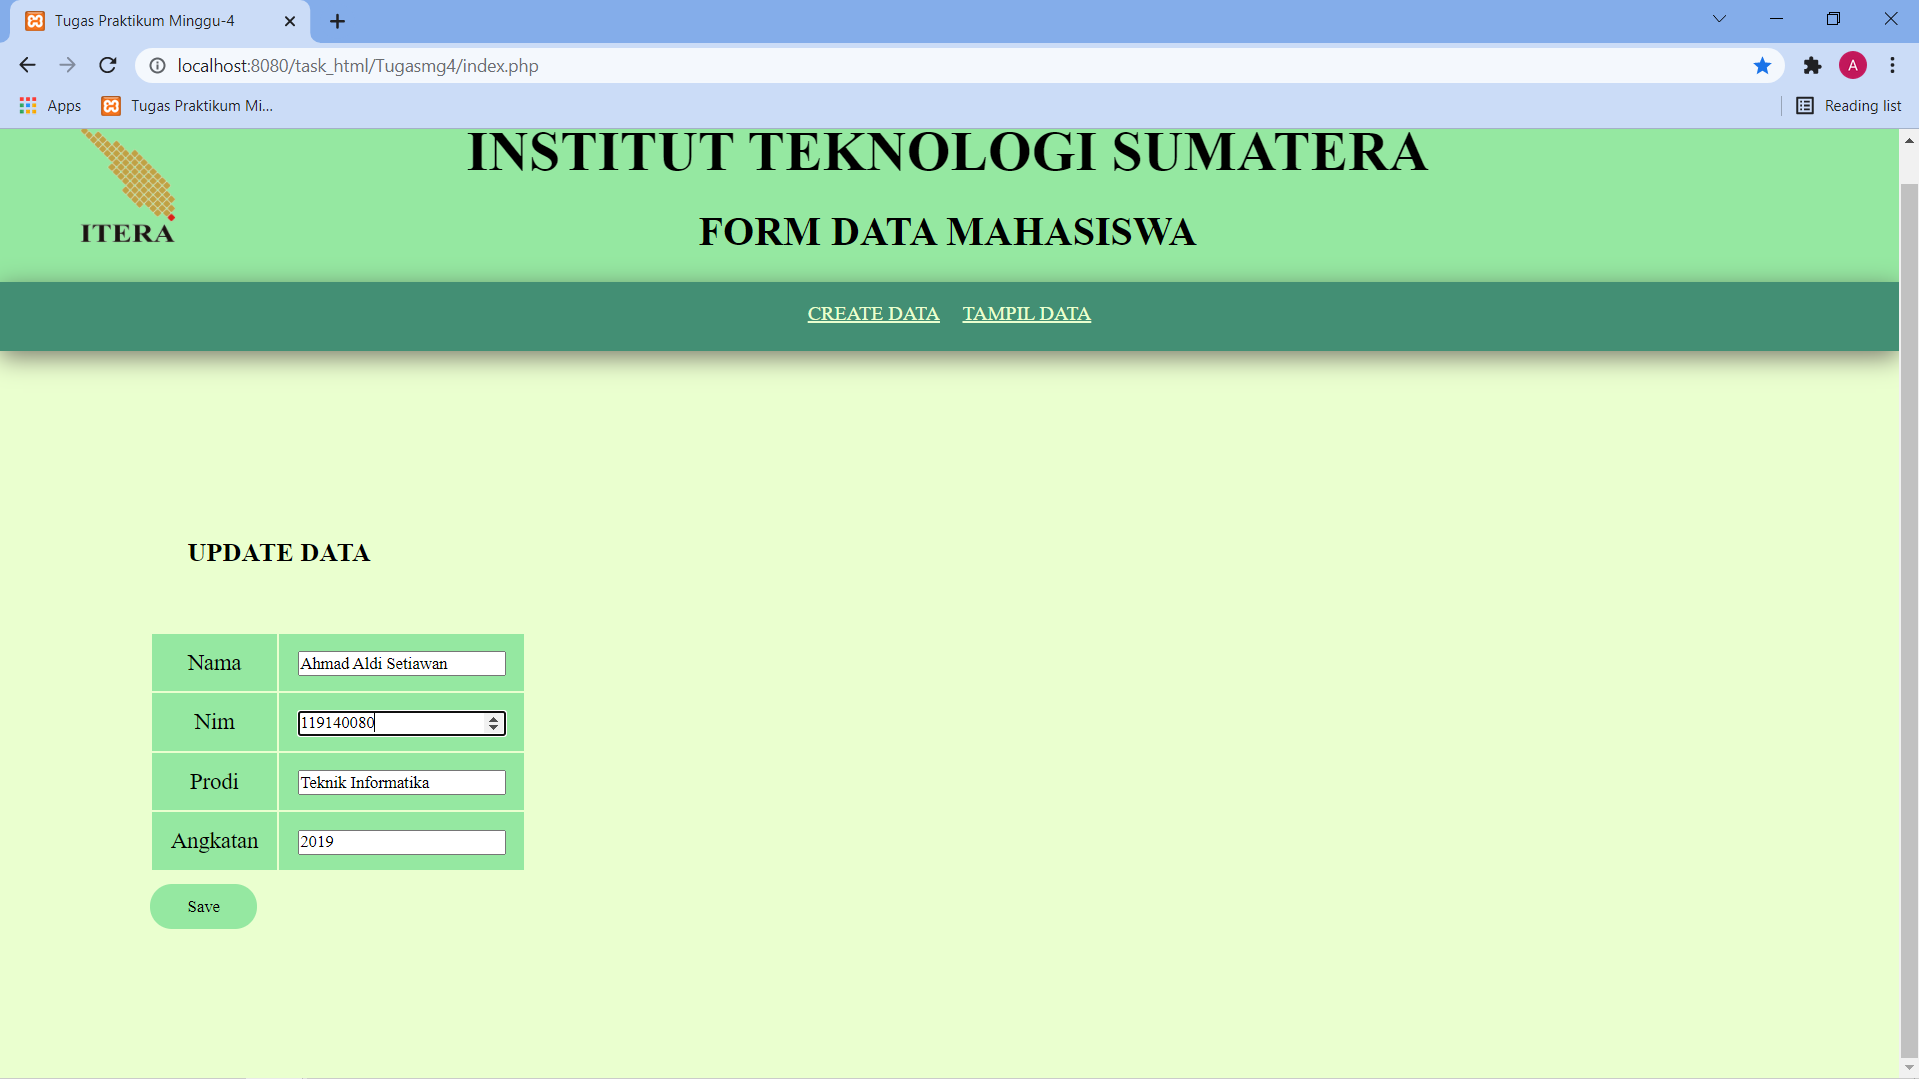 Tugas Praktikum Minggu-4
localhost:8080/task_html/Tugasmg4/index.php
A
Apps
Tugas Praktikum Mi...
Reading list
INSTITUT TEKNOLOGI SUMATERA
ITERA
FORM DATA MAHASISWA
CREATE DATA TAMPIL DATA
UPDATE DATA
Nama Ahmad Aldi Setiawan
Nim 119140080
Prodi Teknik Informatika
Angkatan 2019
Save